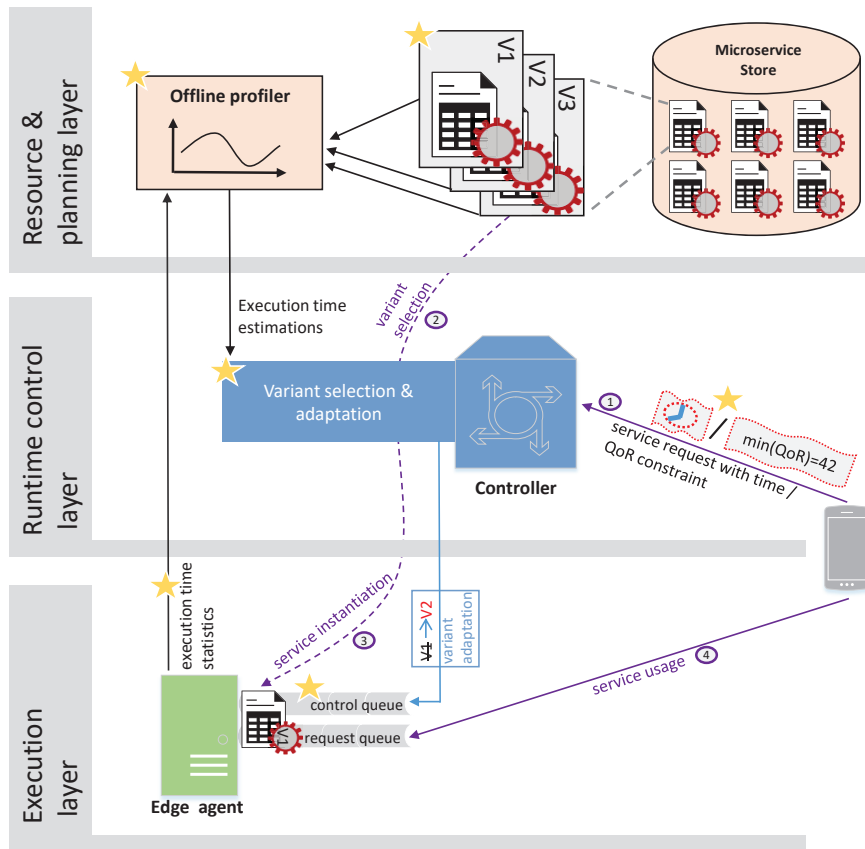 Resource &
planning layer
Offline profiler
V1
V2
V3
Microservice
Store
Execution time
estimations
variant
selection
2
Runtime control
layer
Variant selection &
adaptation
Controller
1
/
min(QoR)=42
service request with time /
QoR constraint
Execution
layer
execution time
statistics
service instantiation
3
V1
V2
variant
adaptation
4
service usage
control queue
V1
request queue
Edge agent